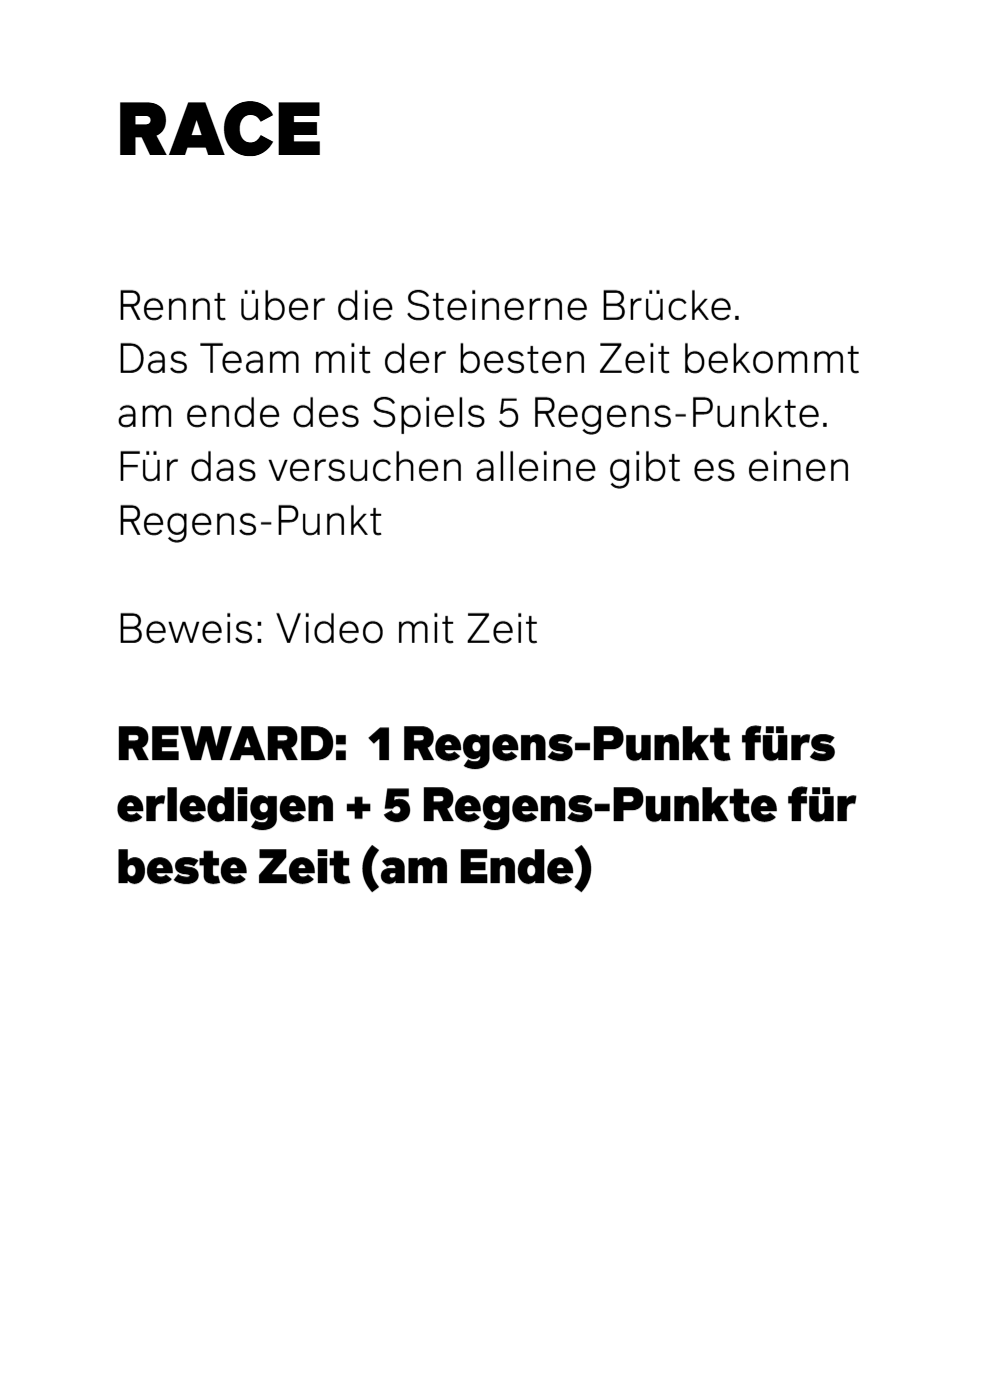 RACE
Rennt über die Steinerne Brücke.
Das Team mit der besten Zeit bekommt
am ende des Spiels 5 Regens-Punkte.
Für das versuchen alleine gibt es einen
Regens-Punkt
Beweis: Video mit Zeit
REWARD:  1 Regens-Punkt fürs
erledigen + 5 Regens-Punkte für
beste Zeit (am Ende)